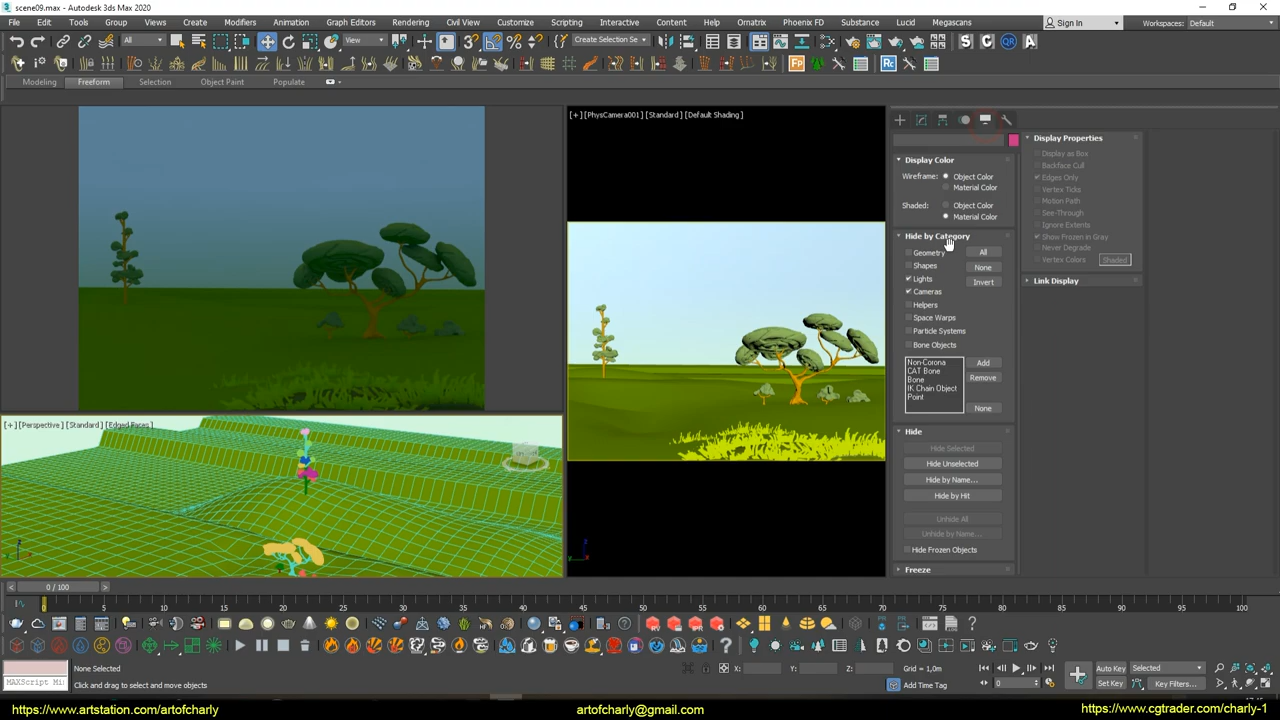 scene09.max - Autodesk 3ds Max 2020
File Edit Tools Group Views Create Modifiers Animation Graph Editors Rendering Civil View Customize Scripting Interactive Content Help Ornatrix Phoenix FD Substance Lucid Megascans Sign In Workspaces: Default
All View Create Selection Se
Modeling Freeform Selection Object Paint Populate
[+] [PhysCamera001] [Standard] [Default Shading]
Display Color
Wireframe: Object Color
Material Color
Shaded: Object Color
Material Color
Hide by Category
Geometry All
Shapes None
Lights
Cameras Invert
Helpers
Space Warps
Particle Systems
Bone Objects
Non-Corona Add
CAT Bone
Bone Remove
IK Chain Object
Point
None
Hide
Hide Selected
Hide Unselected
Hide by Name...
Hide by Hit
Unhide All
Unhide by Name...
Hide Frozen Objects
Freeze
Display Properties
Display as Box
Backface Cull
Edges Only
Vertex Ticks
Motion Path
See-Through
Ignore Extents
Show Frozen in Gray
Never Degrade
Vertex Colors Shaded
Link Display
[+] [Perspective] [Standard] [Edged Faces]
0 / 100
0 5 10 15 20 25 30 35 40 45 50 55 60 65 70 75 80 85 90 95 100
None Selected X: Y: Z: Grid = 1,0m Auto Key Selected
MAXScript Mi Click and drag to select and move objects Add Time Tag 0 Set Key Key Filters...
https://www.artstation.com/artofcharly artofcharly@gmail.com https://www.cgtrader.com/charly-1